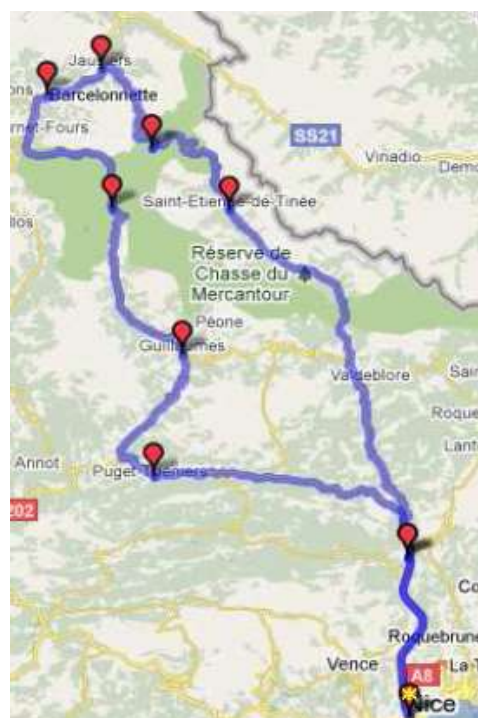 Jausiers
Barcelonnette
SS21
Vinadio
Saint-Etienne-de-Tinée
Réserve de
Chasse du
Mercantour
Péone
Guillaumes
Valdeblore
Annot
Puget-Théniers
202
Roquebrune
Vence
A8
Nice